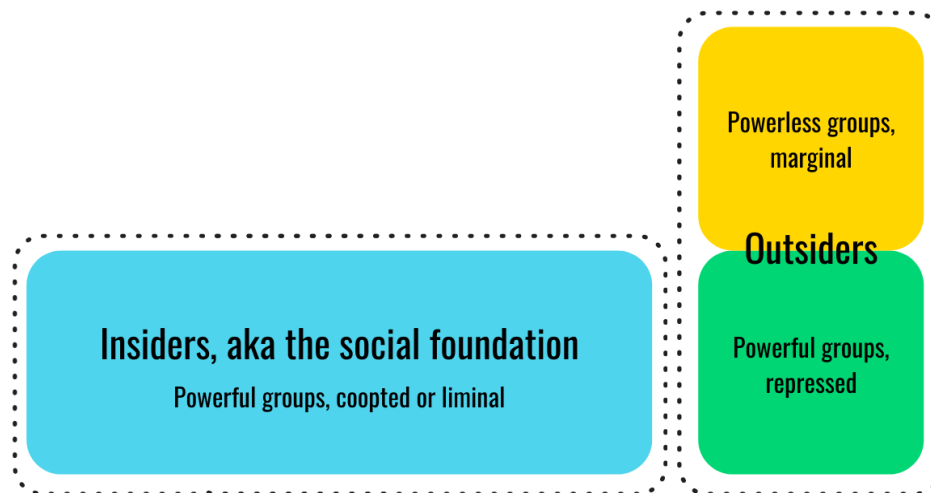 Powerless groups,
marginal
Outsiders
Insiders, aka the social foundation
Powerful groups, coopted or liminal
Powerful groups,
repressed